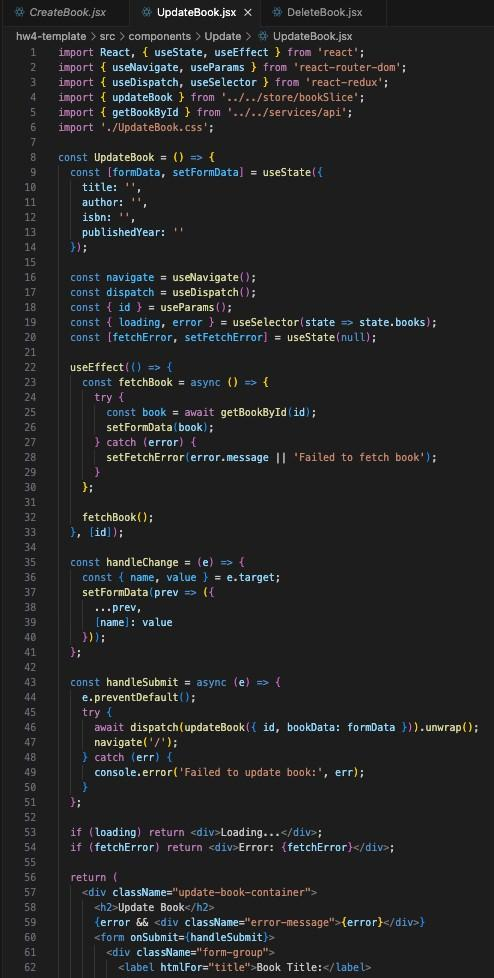 CreateBook.jsx UpdateBook.jsx × DeleteBook.jsx
hw4-template > src > components > Update > UpdateBook.jsx
1 import React, { useState, useEffect } from 'react';
2 import { useNavigate, useParams } from 'react-router-dom';
3 import { useDispatch, useSelector } from 'react-redux';
4 import { updateBook } from '../../store/bookSlice';
5 import { getBookById } from '../../services/api';
6 import './UpdateBook.css';
7
8 const UpdateBook = () => {
9 const [formData, setFormData] = useState({
10 title: '',
11 author: '',
12 isbn: '',
13 publishedYear: ''
14 });
15
16 const navigate = useNavigate();
17 const dispatch = useDispatch();
18 const { id } = useParams();
19 const { loading, error } = useSelector(state => state.books);
20 const [fetchError, setFetchError] = useState(null);
21
22 useEffect(() => {
23 const fetchBook = async () => {
24 try {
25 const book = await getBookById(id);
26 setFormData(book);
27 } catch (error) {
28 setFetchError(error.message || 'Failed to fetch book');
29 }
30 };
31
32 fetchBook();
33 }, [id]);
34
35 const handleChange = (e) => {
36 const { name, value } = e.target;
37 setFormData(prev => ({
38 ...prev,
39 [name]: value
40 }));
41 };
42
43 const handleSubmit = async (e) => {
44 e.preventDefault();
45 try {
46 await dispatch(updateBook({ id, bookData: formData })).unwrap();
47 navigate('/');
48 } catch (err) {
49 console.error('Failed to update book:', err);
50 }
51 };
52
53 if (loading) return <div>Loading...</div>;
54 if (fetchError) return <div>Error: {fetchError}</div>;
55
56 return (
57 <div className="update-book-container">
58 <h2>Update Book</h2>
59 {error && <div className="error-message">{error}</div>}
60 <form onSubmit={handleSubmit}>
61 <div className="form-group">
62 <label htmlFor="title">Book Title:</label>